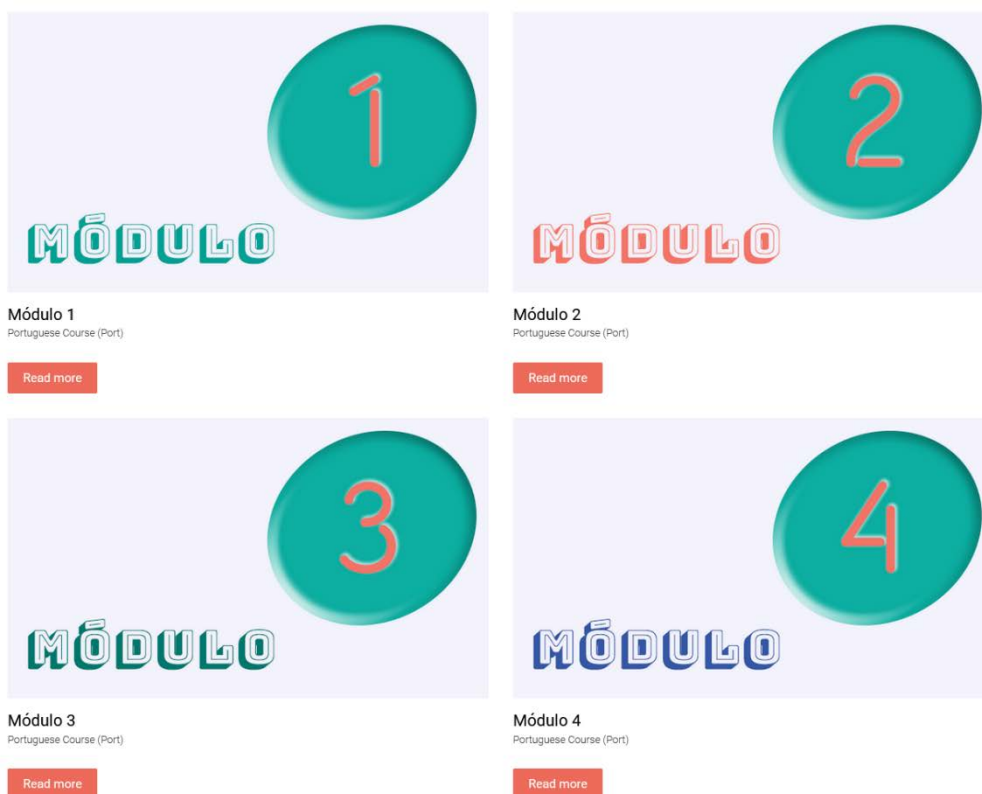 1
MÓDULO
Módulo 1
Portuguese Course (Port)
Read more
2
MÓDULO
Módulo 2
Portuguese Course (Port)
Read more
3
MÓDULO
Módulo 3
Portuguese Course (Port)
Read more
4
MÓDULO
Módulo 4
Portuguese Course (Port)
Read more